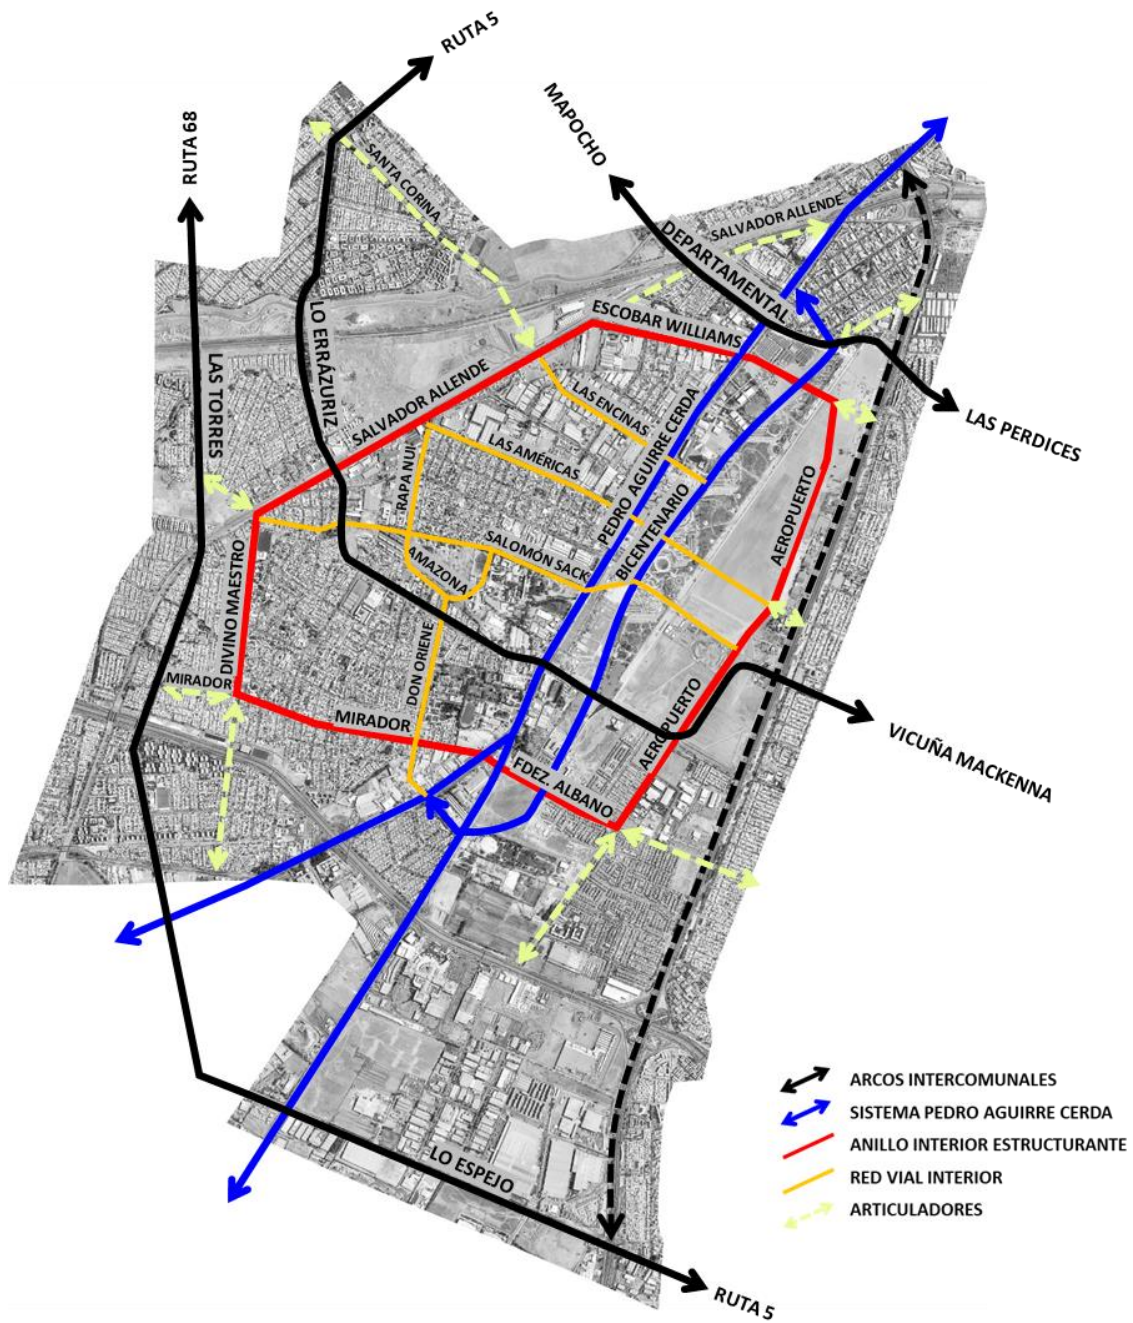 RUTA 5
RUTA 68
MAPOCHO
SANTA CORINA
SALVADOR ALLENDE
DEPARTAMENTAL
LO ERRÁZURIZ
ESCOBAR WILLIAMS
LAS TORRES
SALVADOR ALLENDE
LAS ENCINAS
PEDRO AGUIRRE CERDA
LAS PERDICES
LAS AMÉRICAS
RAPA NUI
AEROPUERTO
BICENTENARIO
SALOMÓN SACK
AMAZONA
DIVINO MAESTRO
DON ORIENE
MIRADOR
MIRADOR
AEROPUERTO
VICUÑA MACKENNA
FDEZ. ALBANO
LO ESPEJO
RUTA 5
ARCOS INTERCOMUNALES
SISTEMA PEDRO AGUIRRE CERDA
ANILLO INTERIOR ESTRUCTURANTE
RED VIAL INTERIOR
ARTICULADORES